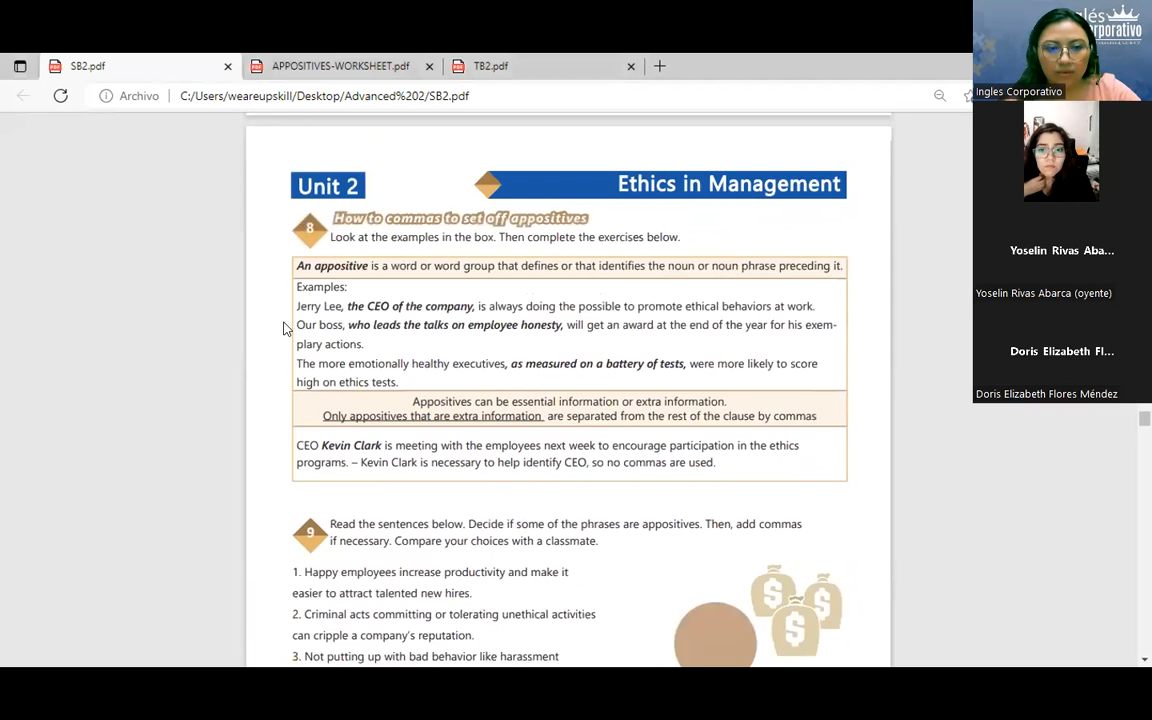 SB2.pdf
APPOSITIVES-WORKSHEET.pdf
TB2.pdf
Archivo
C:/Users/weareupskill/Desktop/Advanced%202/SB2.pdf
Unit 2
Ethics in Management
8
How to commas to set off appositives
Look at the examples in the box. Then complete the exercises below.
An appositive is a word or word group that defines or that identifies the noun or noun phrase preceding it.
Examples:
Jerry Lee, the CEO of the company, is always doing the possible to promote ethical behaviors at work.
Our boss, who leads the talks on employee honesty, will get an award at the end of the year for his exem-
plary actions.
The more emotionally healthy executives, as measured on a battery of tests, were more likely to score
high on ethics tests.
Appositives can be essential information or extra information.
Only appositives that are extra information are separated from the rest of the clause by commas
CEO Kevin Clark is meeting with the employees next week to encourage participation in the ethics
programs. – Kevin Clark is necessary to help identify CEO, so no commas are used.
9
Read the sentences below. Decide if some of the phrases are appositives. Then, add commas
if necessary. Compare your choices with a classmate.
1. Happy employees increase productivity and make it
easier to attract talented new hires.
2. Criminal acts committing or tolerating unethical activities
can cripple a company's reputation.
3. Not putting up with bad behavior like harassment
$
$
$
glés
orporativo
Ingles Corporativo
Yoselin Rivas Aba...
Yoselin Rivas Abarca (oyente)
Doris Elizabeth Fl...
Doris Elizabeth Flores Méndez